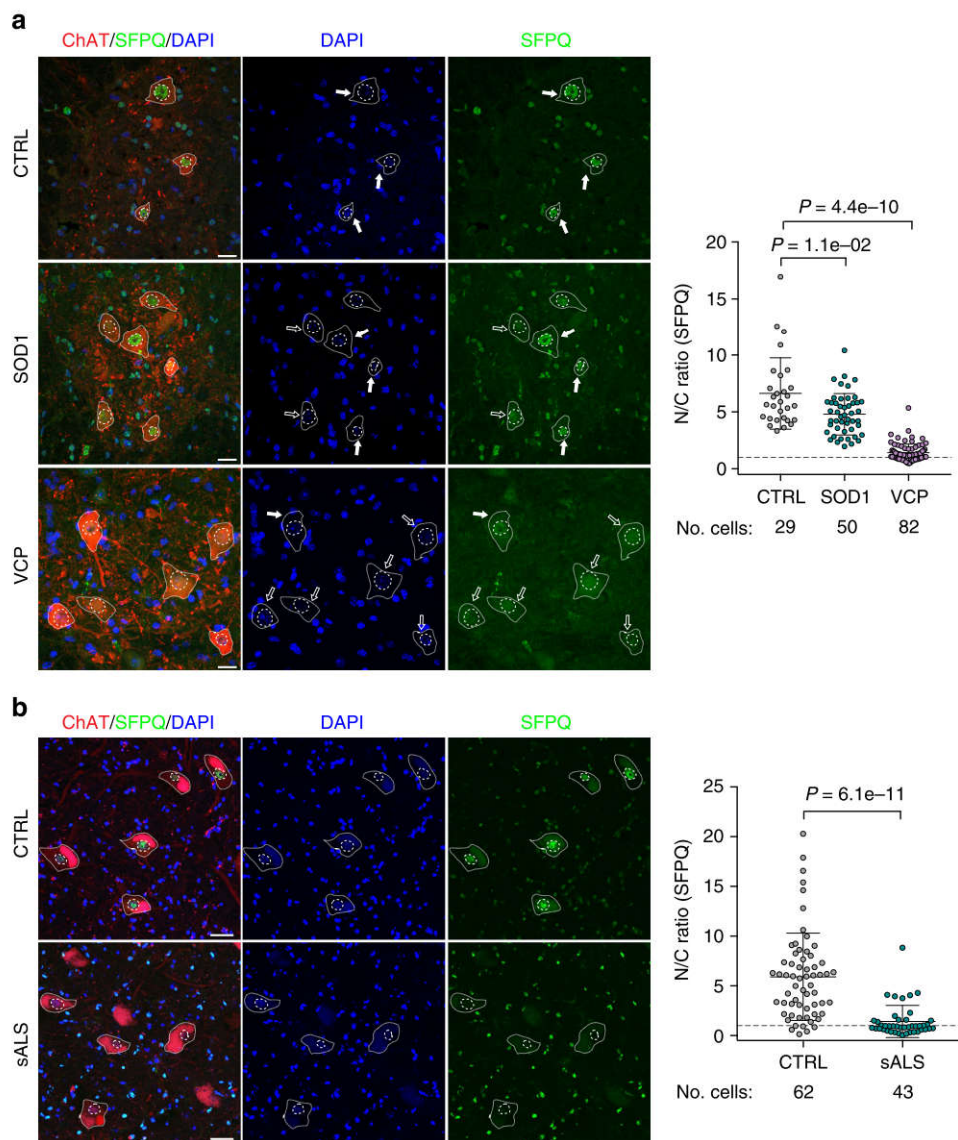 a
ChAT/SFPQ/DAPI DAPI SFPQ
CTRL
SOD1
VCP
P = 4.4e–10
P = 1.1e–02
N/C ratio (SFPQ)
20
15
10
5
0
CTRL SOD1 VCP
No. cells: 29 50 82
b
ChAT/SFPQ/DAPI DAPI SFPQ
CTRL
sALS
P = 6.1e–11
N/C ratio (SFPQ)
25
20
15
10
5
0
CTRL sALS
No. cells: 62 43